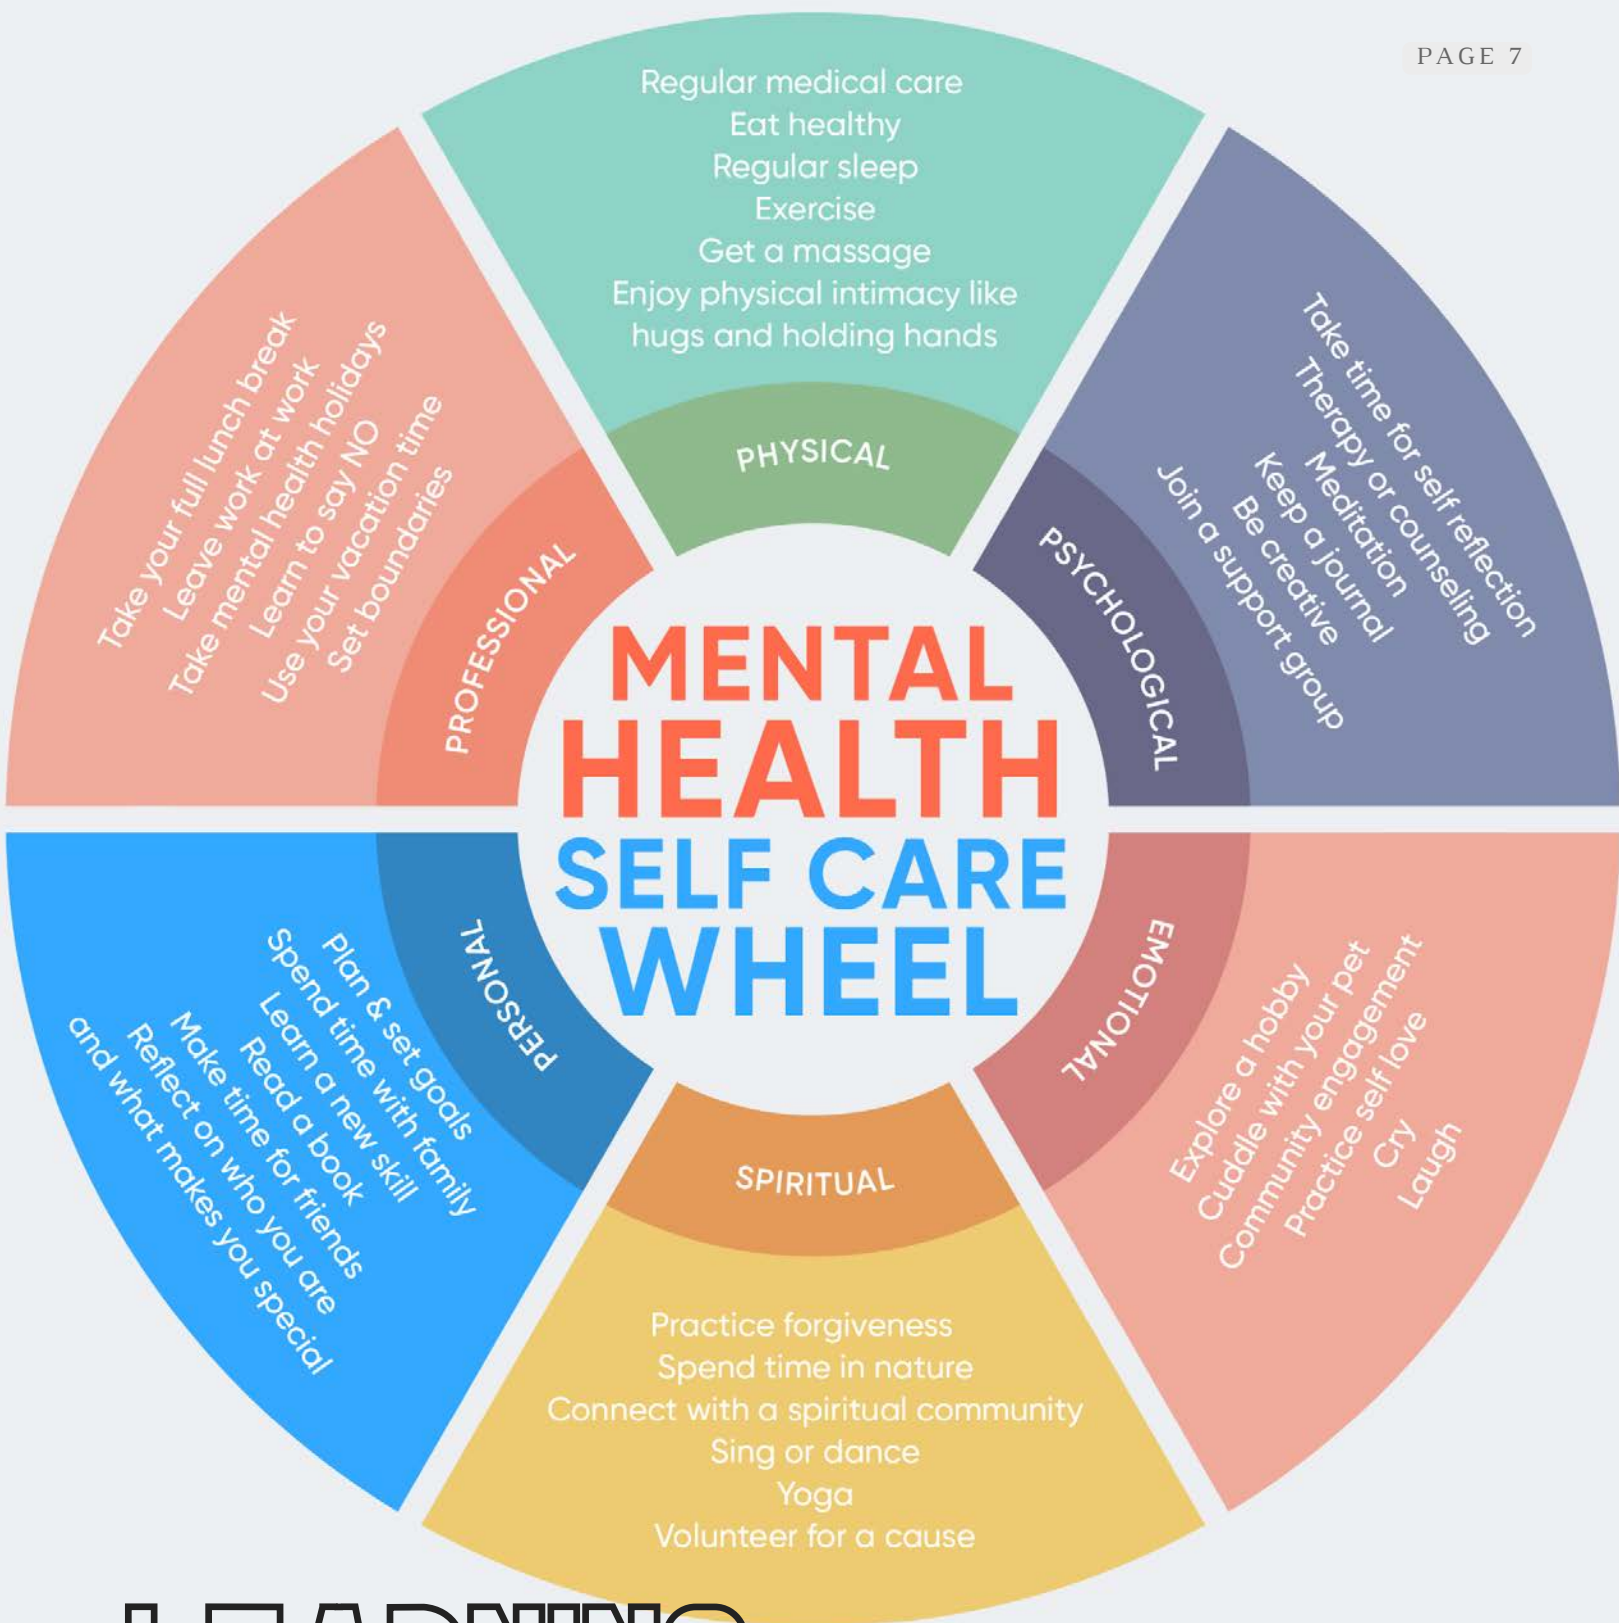 PAGE 7
Regular medical care
Eat healthy
Regular sleep
Exercise
Get a massage
Enjoy physical intimacy like
hugs and holding hands
PHYSICAL
Take time for self reflection
Therapy or counseling
Meditation
Keep a journal
Be creative
Join a support group
PSYCHOLOGICAL
Explore a hobby
Cuddle with your pet
Community engagement
Practice self love
Cry
Laugh
EMOTIONAL
SPIRITUAL
Practice forgiveness
Spend time in nature
Connect with a spiritual community
Sing or dance
Yoga
Volunteer for a cause
PERSONAL
Plan & set goals
Spend time with family
Learn a new skill
Read a book
Make time for friends
Reflect on who you are
and what makes you special
Take your full lunch break
Leave work at work
Take mental health holidays
Learn to say NO
Use your vacation time
Set boundaries
PROFESSIONAL
MENTAL
HEALTH
SELF CARE
WHEEL